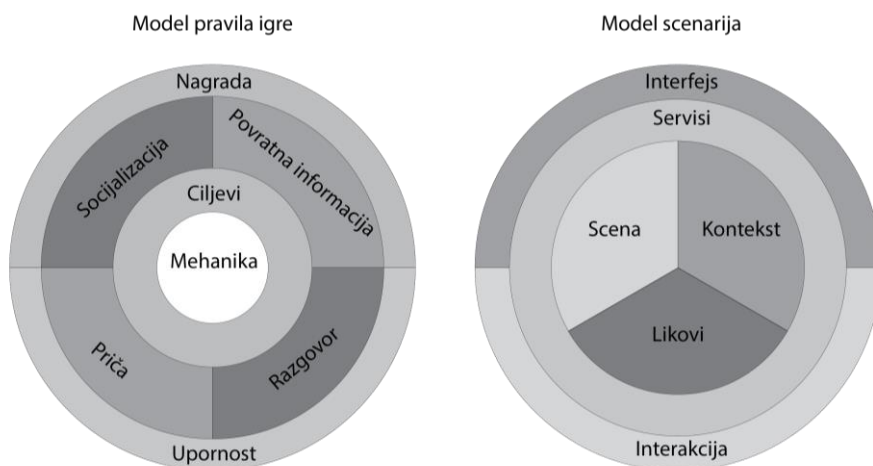 Model pravila igre
Nagrada
Socijalizacija
Povratna informacija
Ciljevi
Mehanika
Priča
Razgovor
Upornost
Model scenarija
Interfejs
Servisi
Scena
Kontekst
Likovi
Interakcija